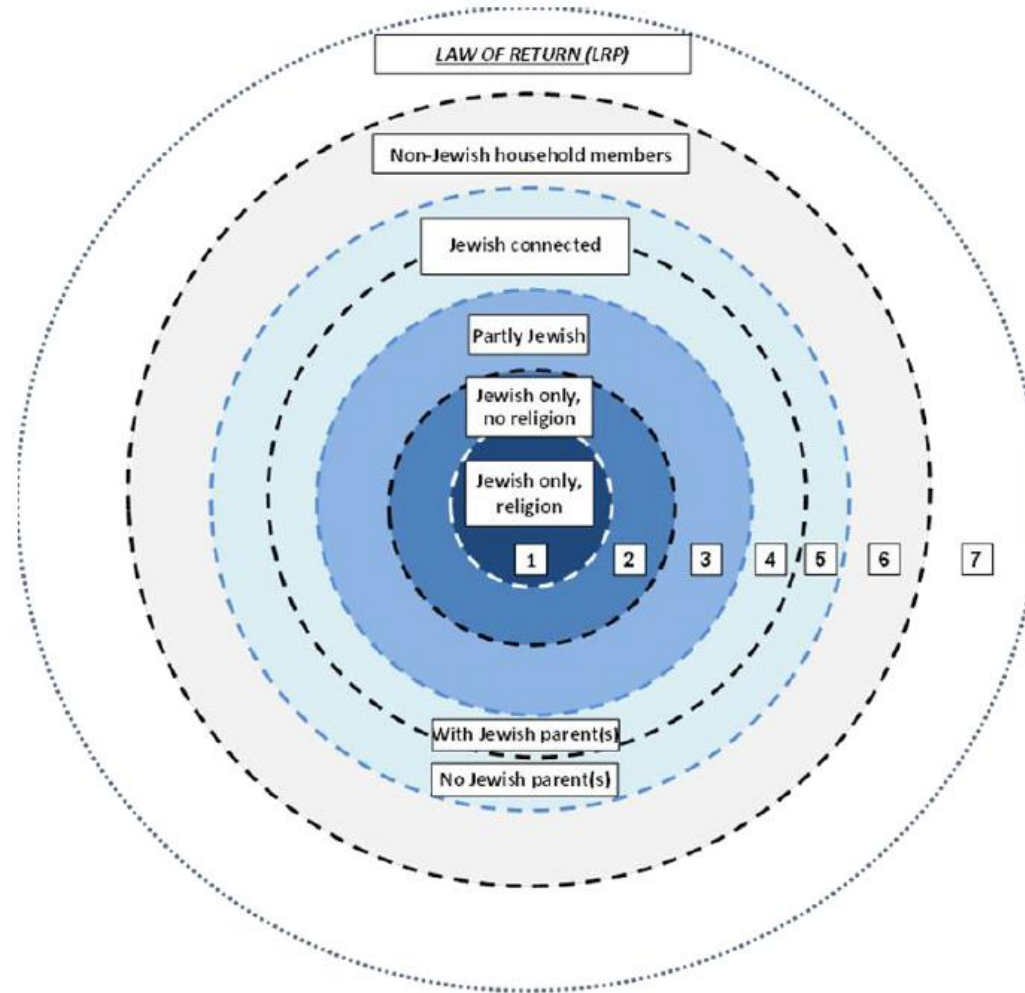 LAW OF RETURN (LRP)
Non-Jewish household members
Jewish connected
Partly Jewish
Jewish only,
no religion
Jewish only,
religion
1
2
3
4
5
6
7
With Jewish parent(s)
No Jewish parent(s)